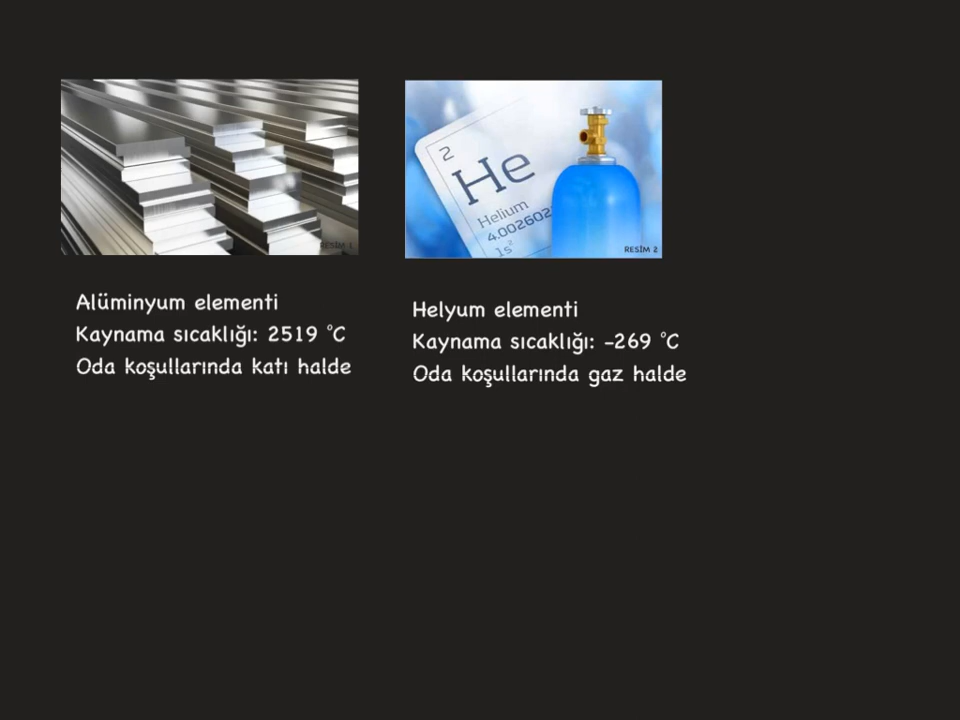 RESİM 1
2
He
Helium
4.002602
1s²
RESİM 2
Alüminyum elementi
Kaynama sıcaklığı: 2519 °C
Oda koşullarında katı halde
Helyum elementi
Kaynama sıcaklığı: -269 °C
Oda koşullarında gaz halde